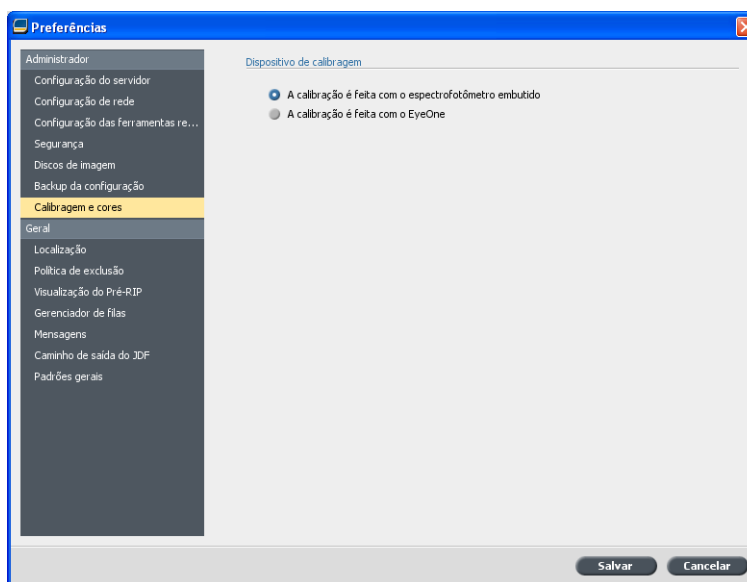 Preferências
Administrador
Configuração do servidor
Configuração de rede
Configuração das ferramentas re...
Segurança
Discos de imagem
Backup da configuração
Calibragem e cores
Geral
Localização
Política de exclusão
Visualização do Pré-RIP
Gerenciador de filas
Mensagens
Caminho de saída do JDF
Padrões gerais
Dispositivo de calibragem
A calibração é feita com o espectrofotômetro embutido
A calibração é feita com o EyeOne
Salvar
Cancelar